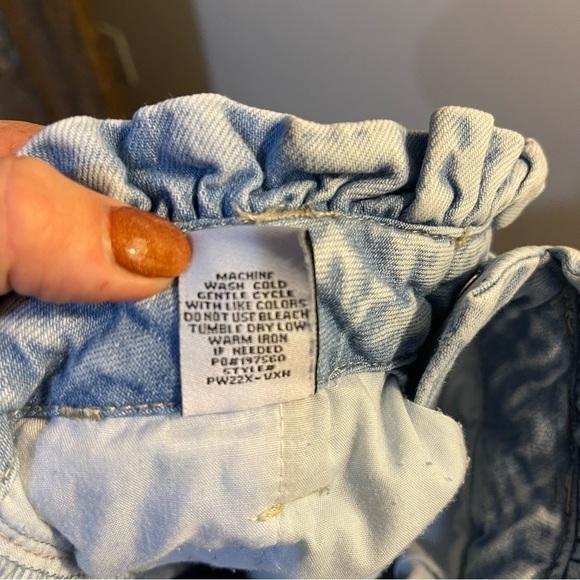 MACHINE
WASH COLD
GENTLE CYCLE
WITH LIKE COLORS
DO NOT USE BLEACH
TUMBLE DRY LOW
WARM IRON
IF NEEDED
PO#197560
STYLE#
PW22X-UXH